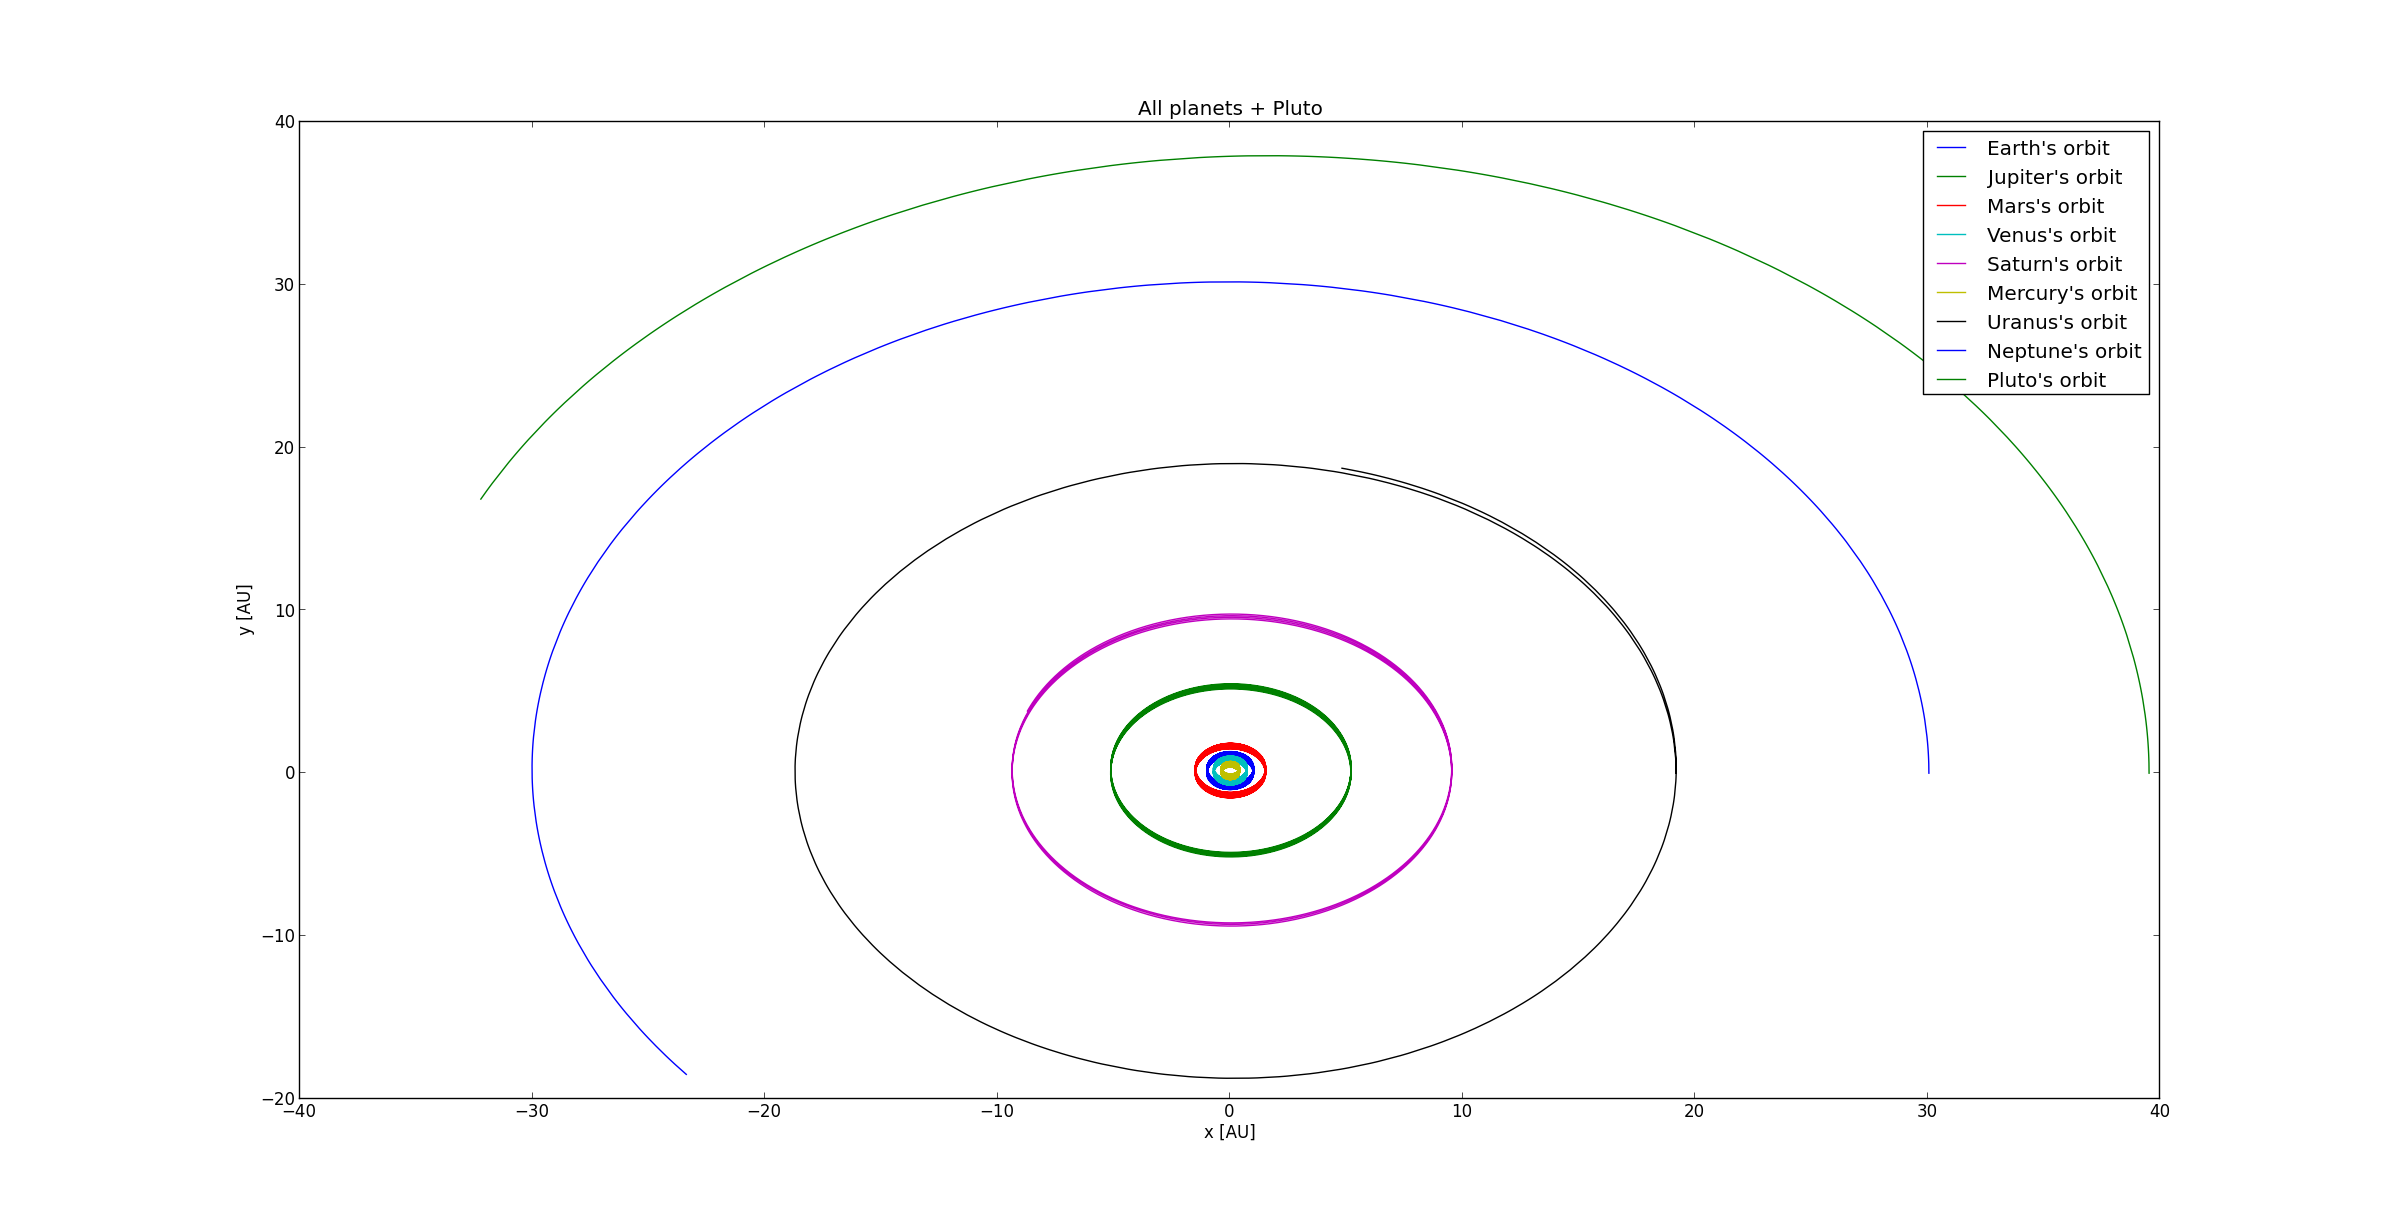 All planets + Pluto
40
30
20
10
0
−10
−20
y [AU]
−40
−30
−20
−10
0
10
20
30
40
x [AU]
Earth's orbit
Jupiter's orbit
Mars's orbit
Venus's orbit
Saturn's orbit
Mercury's orbit
Uranus's orbit
Neptune's orbit
Pluto's orbit